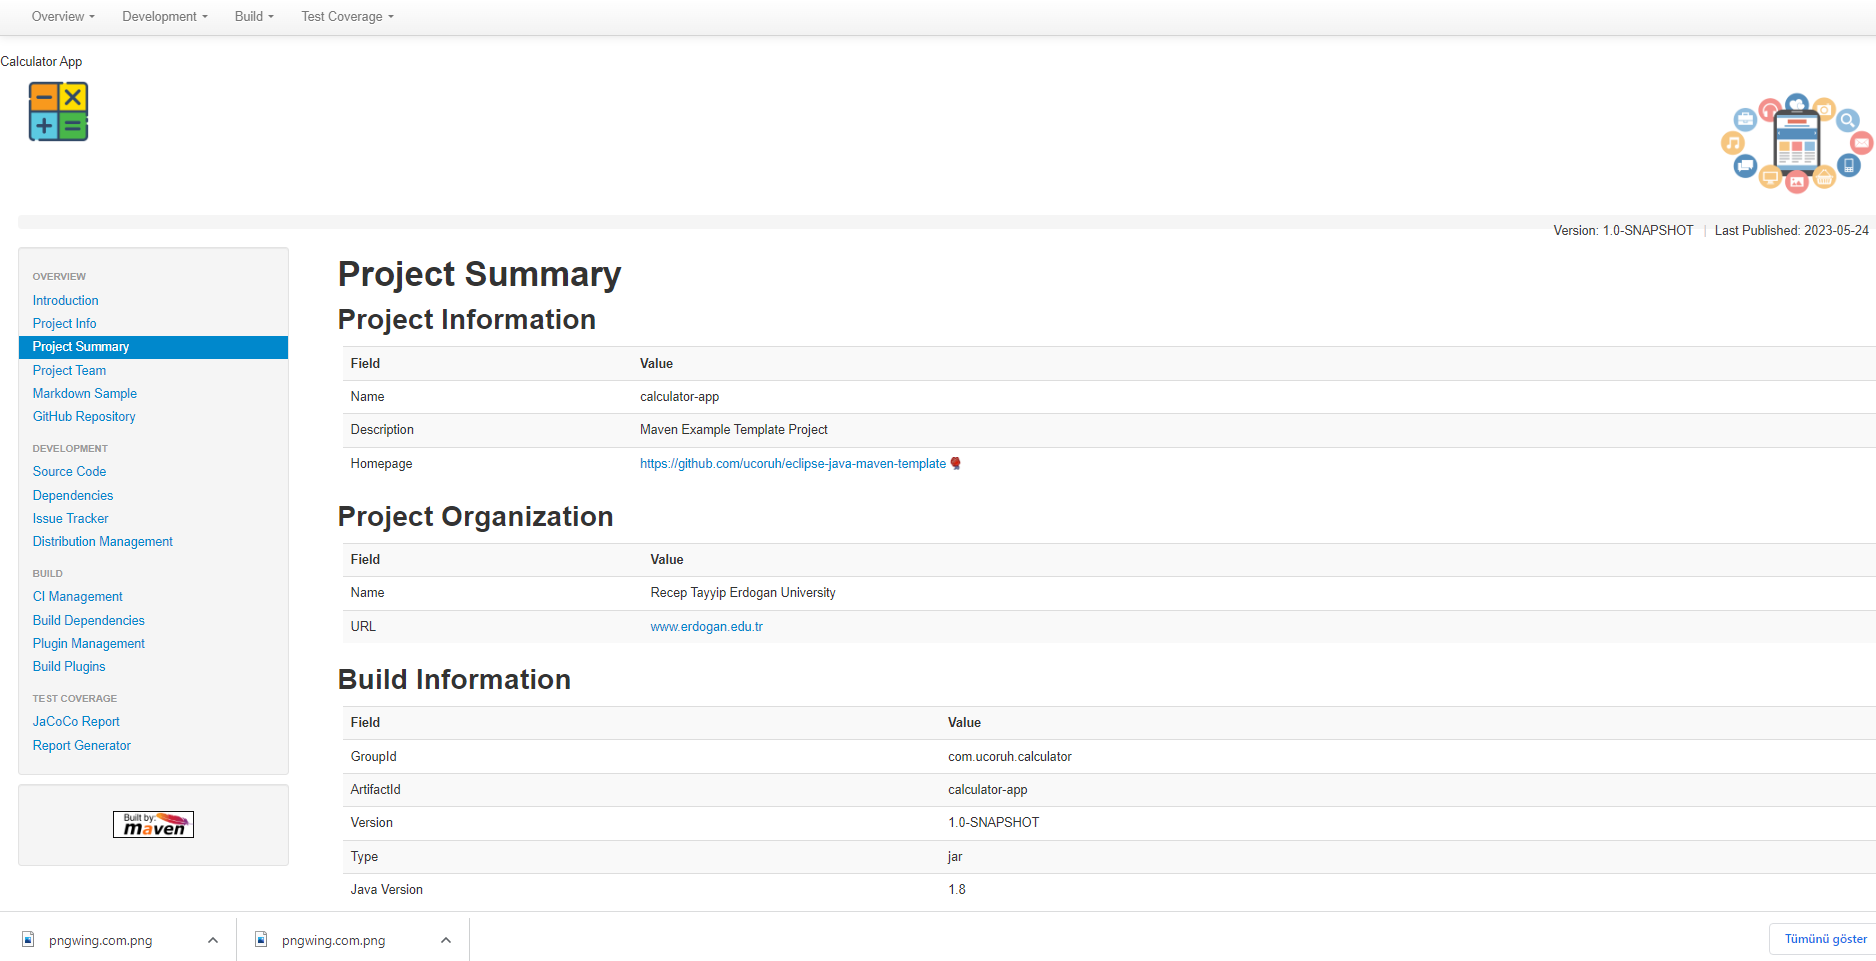 Overview Development Build Test Coverage
Calculator App
Version: 1.0-SNAPSHOT | Last Published: 2023-05-24
OVERVIEW
Introduction
Project Info
Project Summary
Project Team
Markdown Sample
GitHub Repository
DEVELOPMENT
Source Code
Dependencies
Issue Tracker
Distribution Management
BUILD
CI Management
Build Dependencies
Plugin Management
Build Plugins
TEST COVERAGE
JaCoCo Report
Report Generator
Built by:
maven
Project Summary
Project Information
Field Value
Name calculator-app
Description Maven Example Template Project
Homepage https://github.com/ucoruh/eclipse-java-maven-template
Project Organization
Field Value
Name Recep Tayyip Erdogan University
URL www.erdogan.edu.tr
Build Information
Field Value
GroupId com.ucoruh.calculator
ArtifactId calculator-app
Version 1.0-SNAPSHOT
Type jar
Java Version 1.8
pngwing.com.png pngwing.com.png Tümünü göster